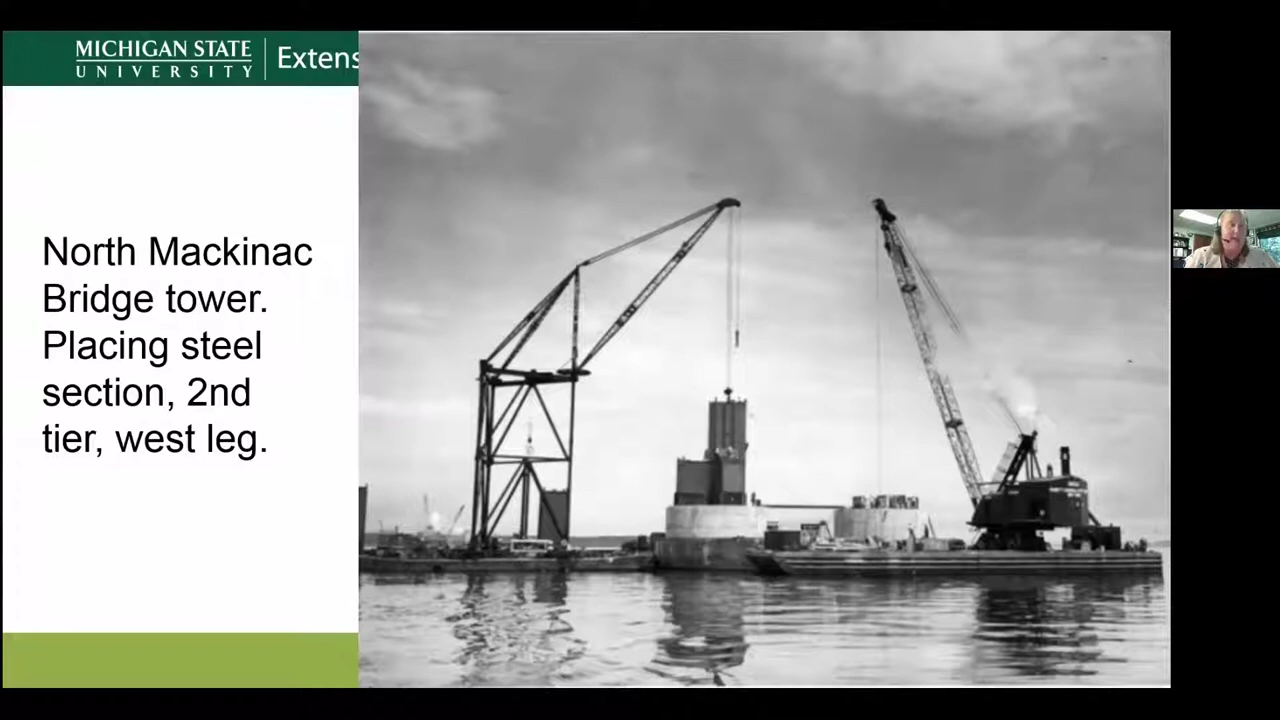 MICHIGAN STATE
UNIVERSITY
Extens
North Mackinac
Bridge tower.
Placing steel
section, 2nd
tier, west leg.